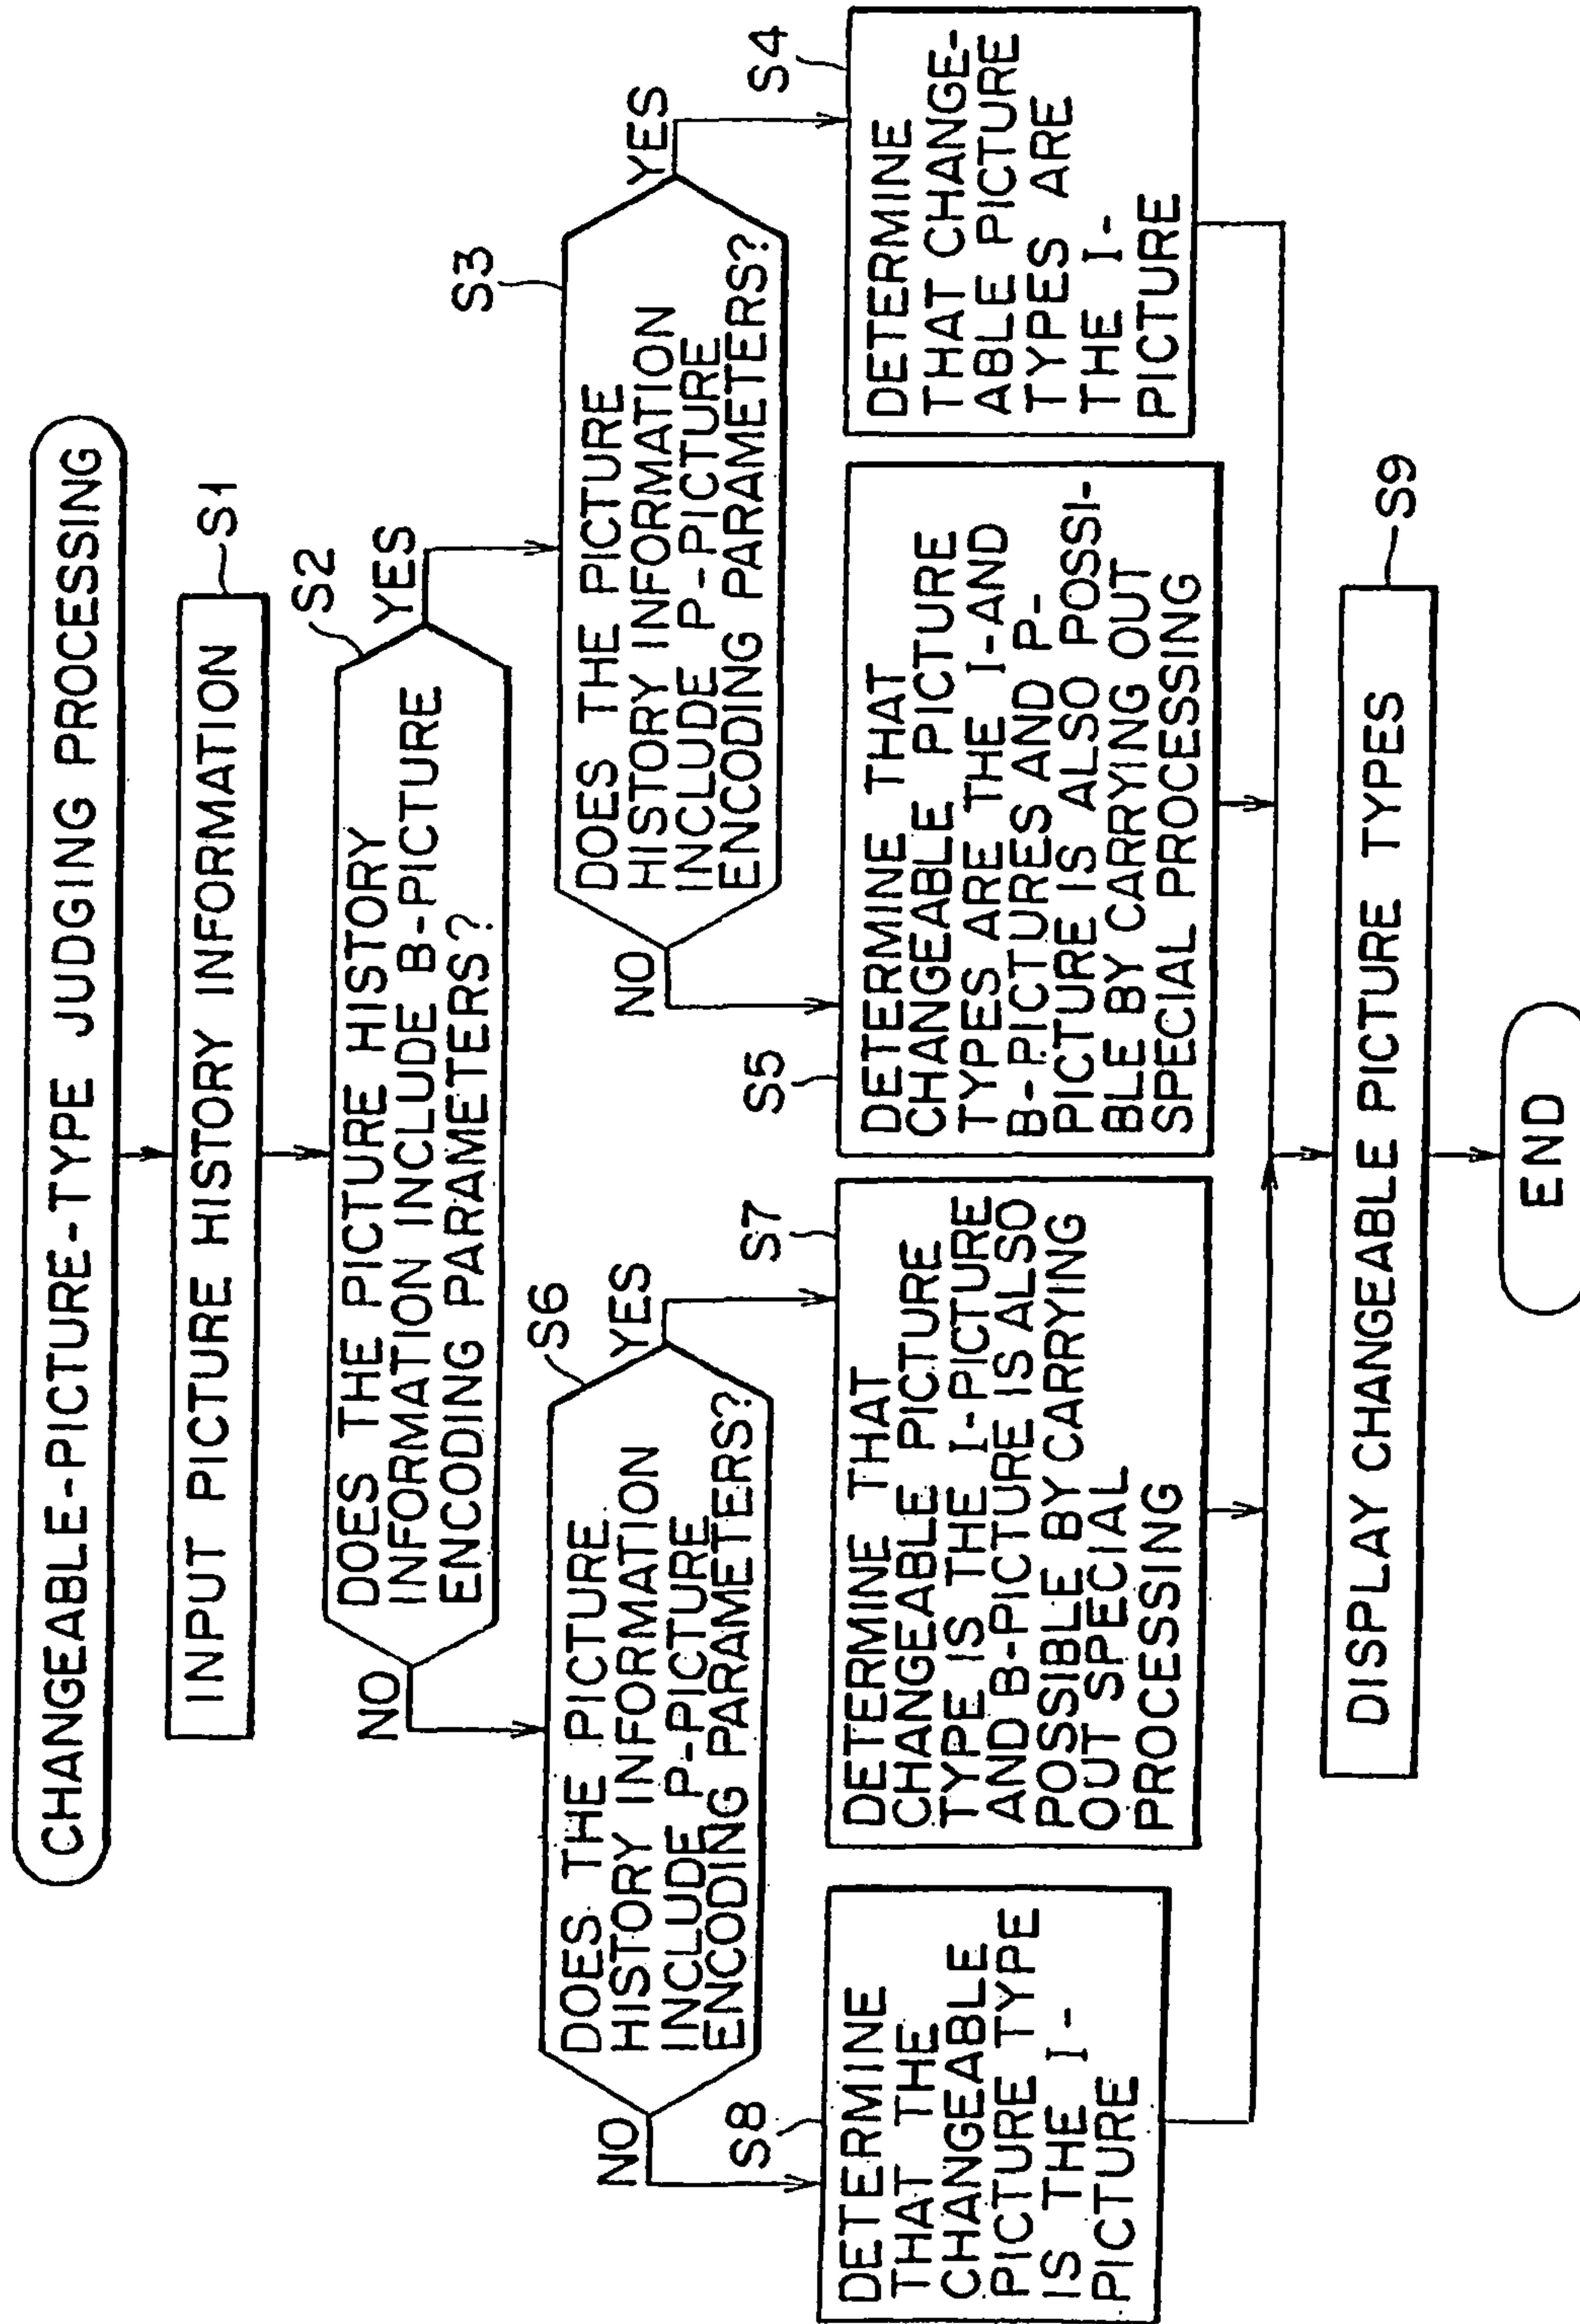 CHANGEABLE-PICTURE-TYPE JUDGING PROCESSING
INPUT PICTURE HISTORY INFORMATION
S1
S2
DOES THE PICTURE HISTORY
INFORMATION INCLUDE B-PICTURE
ENCODING PARAMETERS?
NO
YES
S6
DOES THE PICTURE
HISTORY INFORMATION
INCLUDE P-PICTURE
ENCODING PARAMETERS?
NO
YES
S3
DOES THE PICTURE
HISTORY INFORMATION
INCLUDE P-PICTURE
ENCODING PARAMETERS?
NO
YES
S8
DETERMINE
THAT THE
CHANGEABLE
PICTURE TYPE
IS THE I-
PICTURE
S7
DETERMINE THAT
CHANGEABLE PICTURE
TYPE IS THE I-PICTURE
AND B-PICTURE IS ALSO
POSSIBLE BY CARRYING
OUT SPECIAL
PROCESSING
S5
DETERMINE THAT
CHANGEABLE PICTURE
TYPES ARE THE I-AND
B-PICTURES AND P-
PICTURE IS ALSO POSSI-
BLE BY CARRYING OUT
SPECIAL PROCESSING
S4
DETERMINE
THAT CHANGE-
ABLE PICTURE
TYPES ARE
THE I-
PICTURE
DISPLAY CHANGEABLE PICTURE TYPES
S9
END